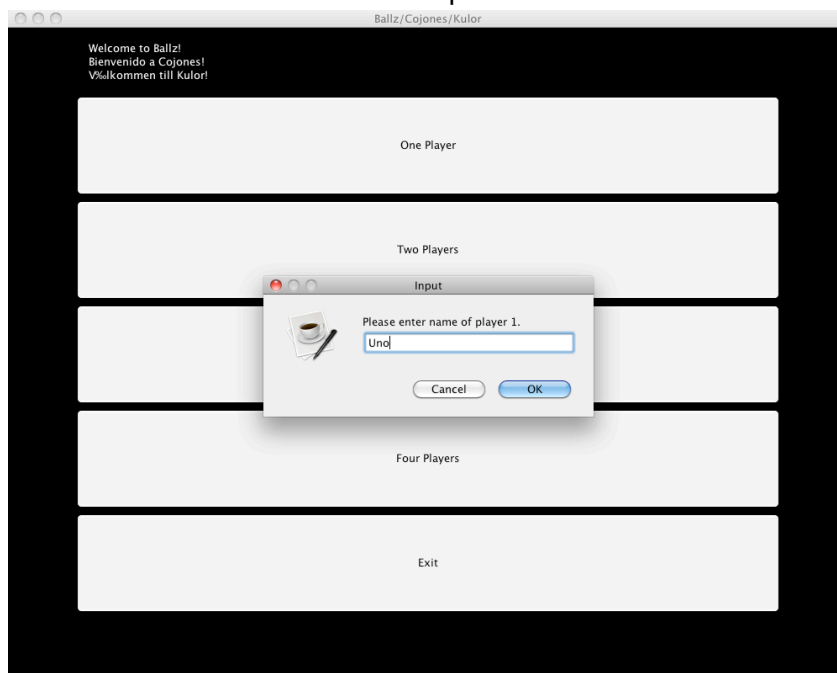 Ballz/Cojones/Kulor
Welcome to Ballz!
Bienvenido a Cojones!
V‰lkommen till Kulor!
One Player
Two Players
Input
Please enter name of player 1.
Uno
Cancel OK
Four Players
Exit